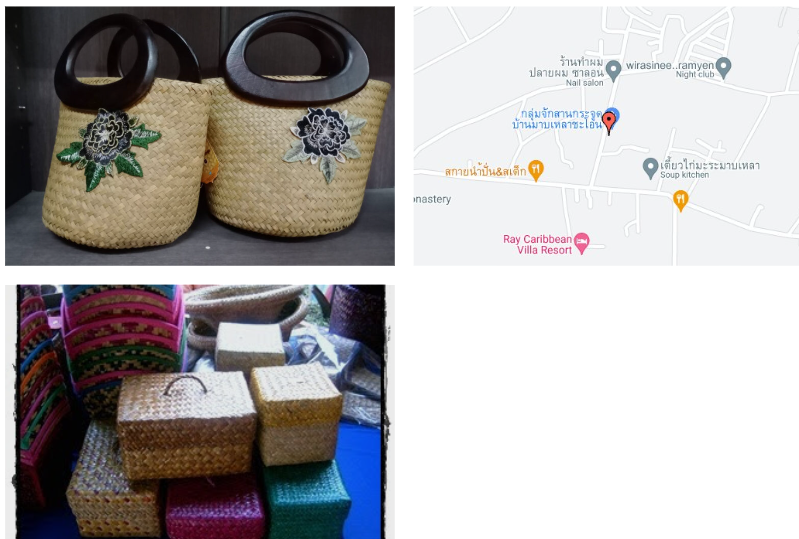 ร้านทำผม
ปลายผม ซาลอน
Nail salon
wirasinee..ramyen
Night club
กลุ่มจักสานกระจูด
บ้านมาบเหลาชะโอน
เตี๋ยวไก่มะระมาบเหลา
Soup kitchen
สกายน้ำปั่น&สเต็ก
onastery
Ray Caribbean
Villa Resort